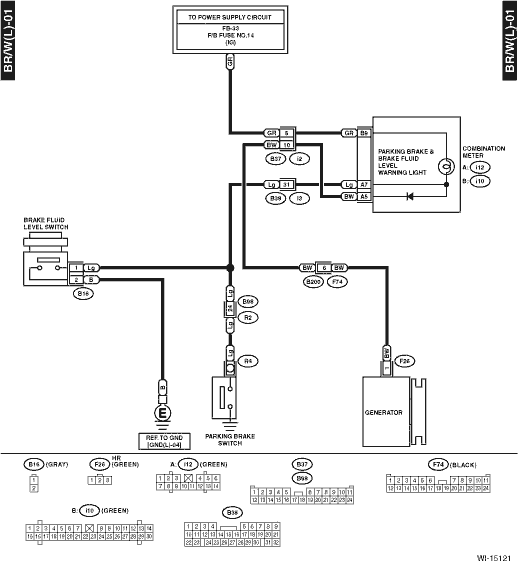 BR/W(L)-01
BR/W(L)-01
TO POWER SUPPLY CIRCUIT
FB-33
F/B FUSE NO.14
(IG)
GR
GR 5 GR B9
BW 10
B37 i2
PARKING BRAKE &
BRAKE FLUID
LEVEL
WARNING LIGHT
COMBINATION
METER
A: i12
B: i10
Lg 31 Lg A7
BW A5
B38 i3
BRAKE FLUID
LEVEL SWITCH
1 Lg
2 B
B16
BW 6 BW
B200 F74
Lg
24
B98
R2
Lg
Lg
R4
BW
1
F26
B
E
REF. TO GND
[GND(L)-04]
PARKING BRAKE
SWITCH
GENERATOR
B16 (GRAY)
1
2
F26 HR (GREEN)
1 2 3
A: i12 (GREEN)
1 2 3 4 5 6
7 8 9 10 11 12 13 14
B37
B98
1 2 3 4 5 6 7 8 9 10 11
12 13 14 15 16 17 18 19 20 21 22 23 24
F74 (BLACK)
1 2 3 4 5 6 7 8 9 10 11
12 13 14 15 16 17 18 19 20 21 22 23 24
B: i10 (GREEN)
1 2 3 4 5 6 7 8 9 10 11 12 13 14
15 16 17 18 19 20 21 22 23 24 25 26 27 28 29 30
B38
1 2 3 4 5 6 7 8 9
10 11 12 13 14 15 16 17 18 19 20 21
22 23 24 25 26 27 28 29 30 31 32
WI-15121